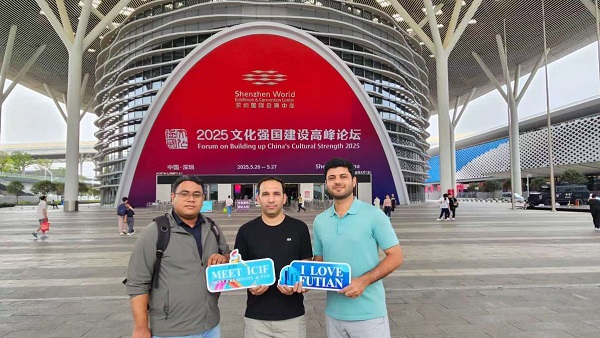 Shenzhen World
Exhibition & Convention Center
深圳国际会展中心
2025文化强国建设高峰论坛
Forum on Building up China's Cultural Strength 2025
中国·深圳
2025.5.26 — 5.27
MEET ICIF
I LOVE
FUTIAN